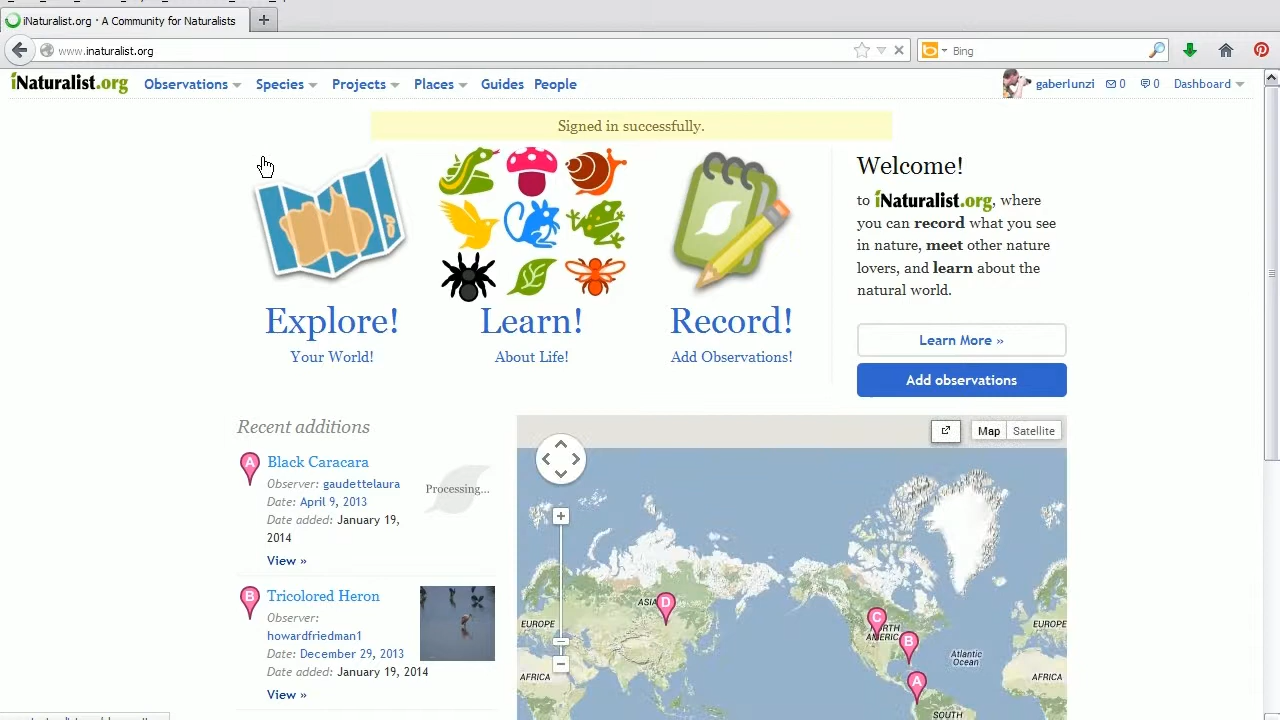 iNaturalist.org · A Community for Naturalists
www.inaturalist.org
Bing
iNaturalist.org Observations Species Projects Places Guides People gaberlunzi 0 0 Dashboard
Signed in successfully.
Explore!
Your World!
Learn!
About Life!
Record!
Add Observations!
Welcome!
to iNaturalist.org, where
you can record what you see
in nature, meet other nature
lovers, and learn about the
natural world.
Learn More »
Add observations
Recent additions
A
Black Caracara
Observer: gaudettelaura
Date: April 9, 2013
Date added: January 19,
2014
View »
Processing...
B
Tricolored Heron
Observer:
howardfriedman1
Date: December 29, 2013
Date added: January 19, 2014
View »
Map Satellite
EUROPE
ASIA
D
C
NORTH
AMERICA
B
A
Atlantic
Ocean
EUROPE
AFRICA
AFRICA
SOUTH